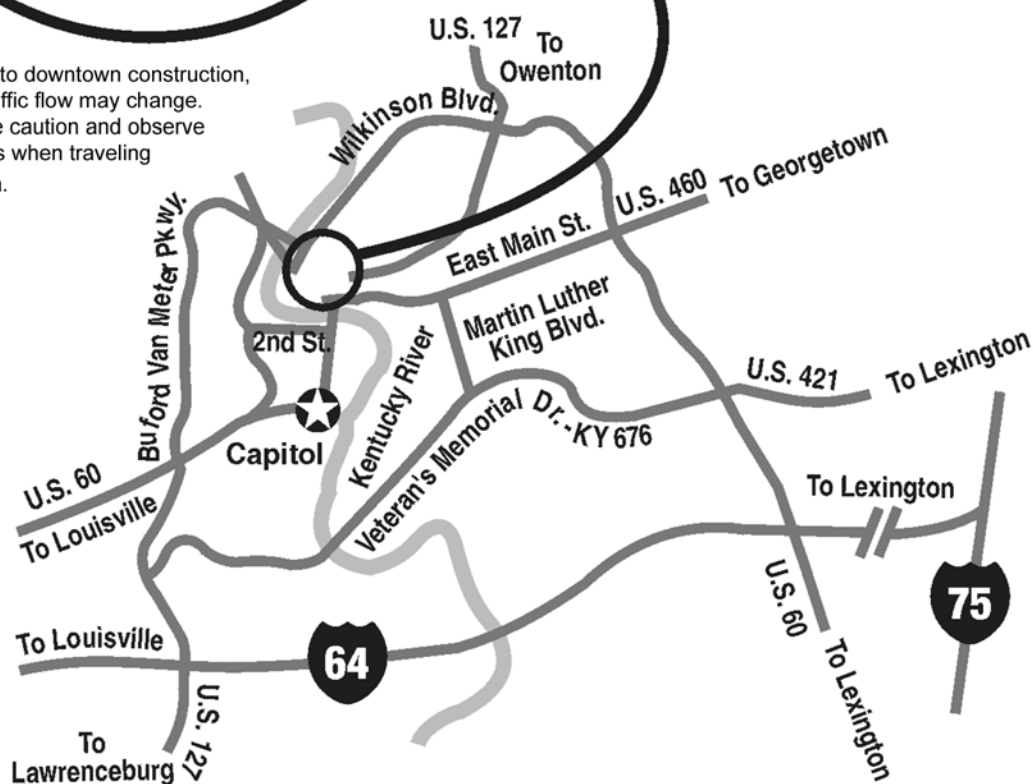 U.S. 127
To
Owenton
to downtown construction,
ffic flow may change.
e caution and observe
s when traveling
Wilkinson Blvd.
U.S. 460
To Georgetown
East Main St.
Buford Van Meter Pkwy.
Martin Luther
King Blvd.
2nd St.
Kentucky River
U.S. 421
To Lexington
Capitol
Veteran's Memorial Dr.-KY 676
U.S. 60
To Louisville
To Lexington
75
U.S. 60
To Lexington
To Louisville
64
U.S. 127
To
Lawrenceburg